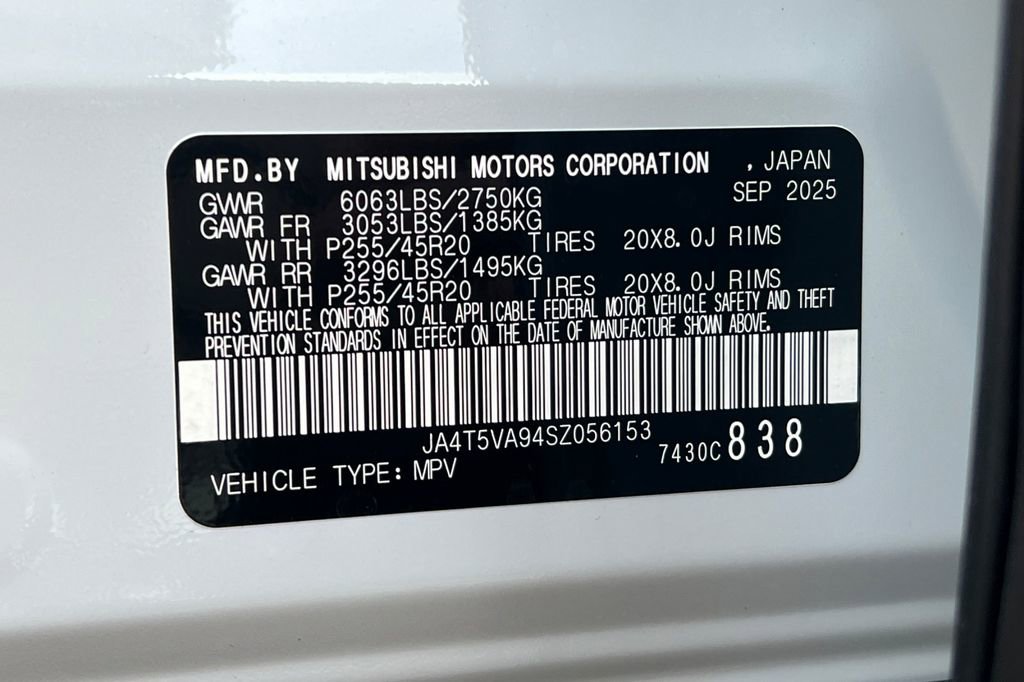 MFD.BY MITSUBISHI MOTORS CORPORATION , JAPAN
GVWR 6063LBS/2750KG SEP 2025
GAWR FR 3053LBS/1385KG
WITH P255/45R20 TIRES 20X8.0J RIMS
GAWR RR 3296LBS/1495KG
WITH P255/45R20 TIRES 20X8.0J RIMS
THIS VEHICLE CONFORMS TO ALL APPLICABLE FEDERAL MOTOR VEHICLE SAFETY AND THEFT
PREVENTION STANDARDS IN EFFECT ON THE DATE OF MANUFACTURE SHOWN ABOVE.
JA4T5VA94SZ056153
7430C 838
VEHICLE TYPE: MPV